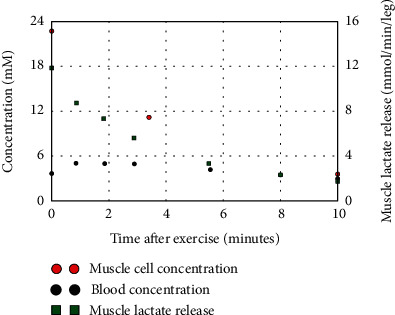 24
18
12
6
0
Concentration (mM)
16
12
8
4
0
Muscle lactate release (mmol/min/leg)
0 2 4 6 8 10
Time after exercise (minutes)
Muscle cell concentration
Blood concentration
Muscle lactate release